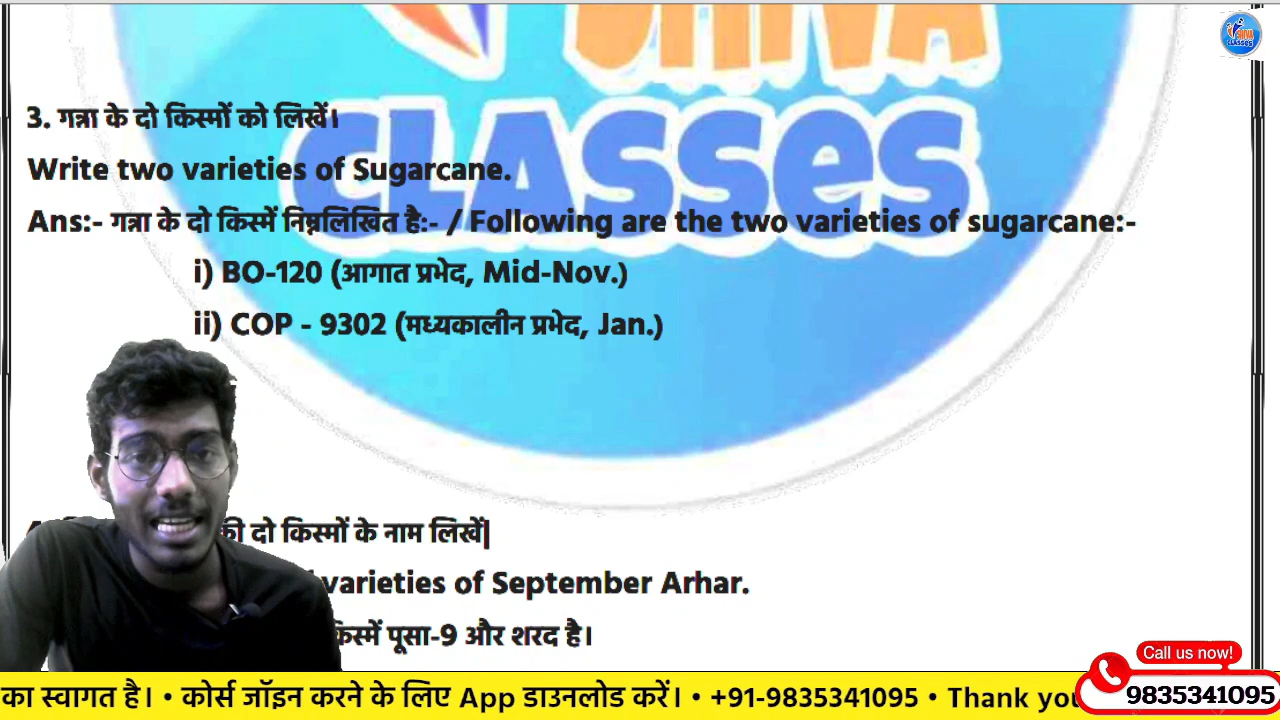 CLASSES
3. गन्ना के दो किस्मों को लिखें।
Write two varieties of Sugarcane.
Ans:- गन्ना के दो किस्में निम्नलिखित है:- / Following are the two varieties of sugarcane:-
i) BO-120 (आगात प्रभेद, Mid-Nov.)
ii) COP - 9302 (मध्यकालीन प्रभेद, Jan.)
की दो किस्मों के नाम लिखें|
varieties of September Arhar.
किस्में पूसा-9 और शरद है।
Call us now!
का स्वागत है। • कोर्स जॉइन करने के लिए App डाउनलोड करें। • +91-9835341095 • Thank you
9835341095